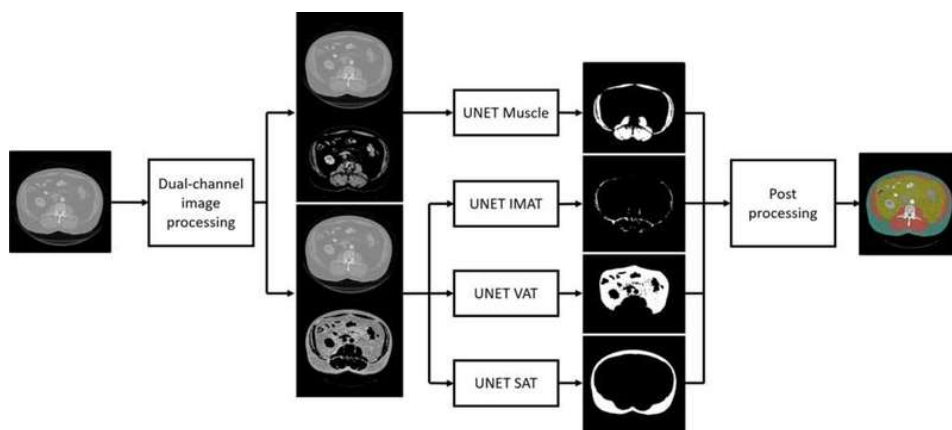 Dual-channel
image
processing
UNET Muscle
UNET IMAT
UNET VAT
UNET SAT
Post
processing